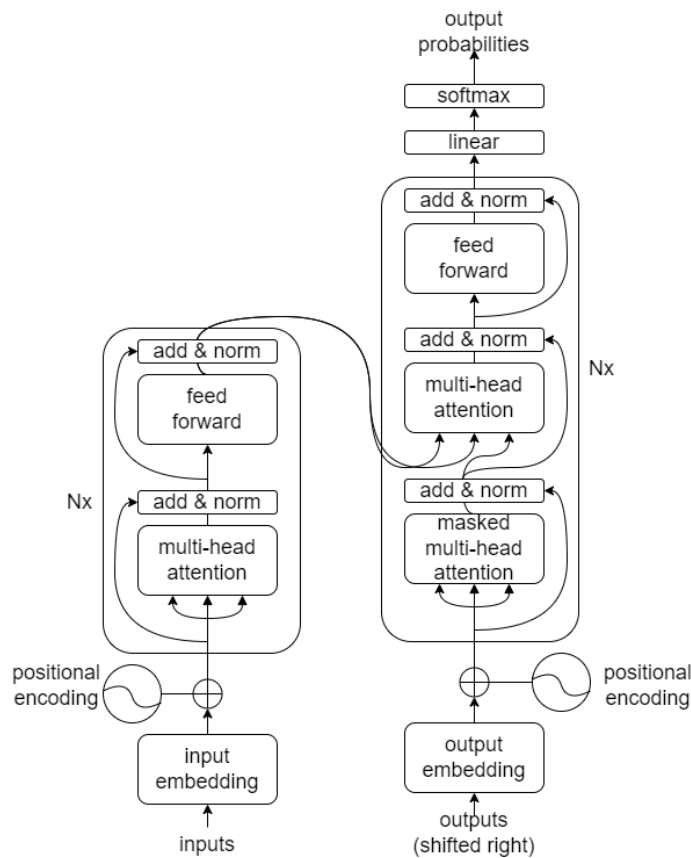 output
probabilities
softmax
linear
add & norm
feed
forward
add & norm
multi-head
attention
Nx
add & norm
masked
multi-head
attention
positional
encoding
output
embedding
outputs
(shifted right)
add & norm
feed
forward
Nx
add & norm
multi-head
attention
positional
encoding
input
embedding
inputs